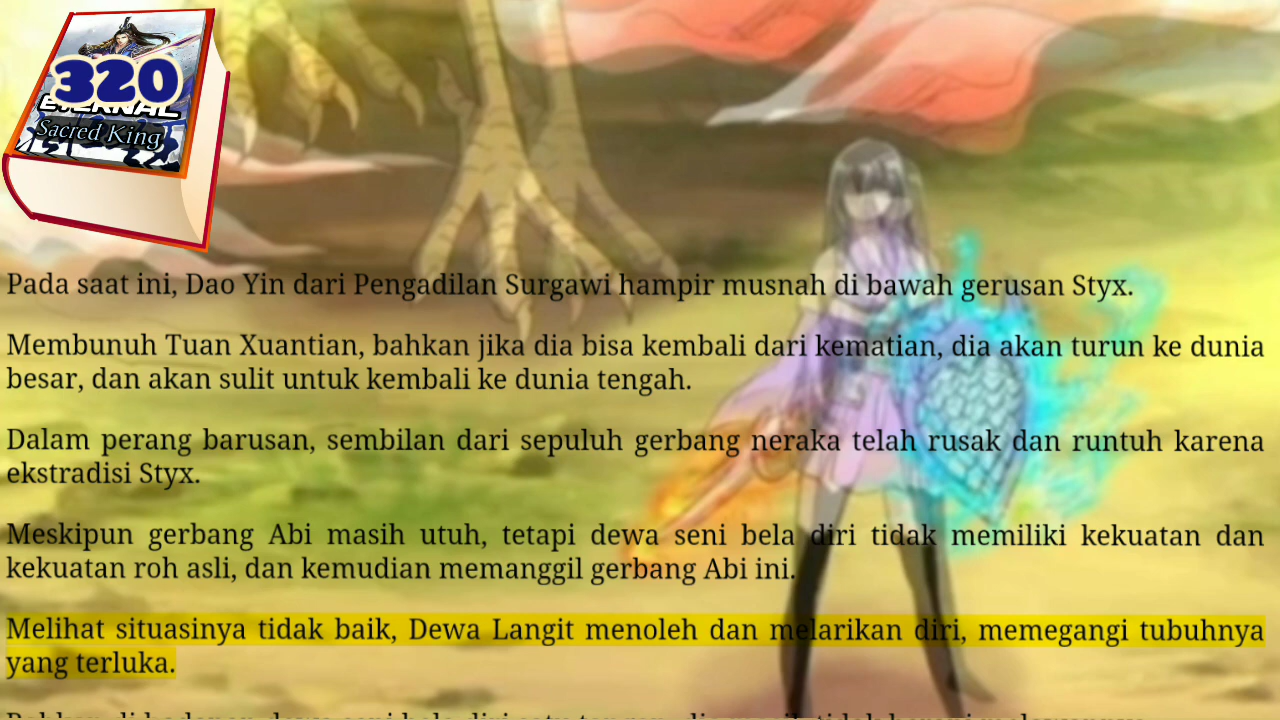 320
ETERNAL
Sacred King
Pada saat ini, Dao Yin dari Pengadilan Surgawi hampir musnah di bawah gerusan Styx.
Membunuh Tuan Xuantian, bahkan jika dia bisa kembali dari kematian, dia akan turun ke dunia
besar, dan akan sulit untuk kembali ke dunia tengah.
Dalam perang barusan, sembilan dari sepuluh gerbang neraka telah rusak dan runtuh karena
ekstradisi Styx.
Meskipun gerbang Abi masih utuh, tetapi dewa seni bela diri tidak memiliki kekuatan dan
kekuatan roh asli, dan kemudian memanggil gerbang Abi ini.
Melihat situasinya tidak baik, Dewa Langit menoleh dan melarikan diri, memegangi tubuhnya
yang terluka.